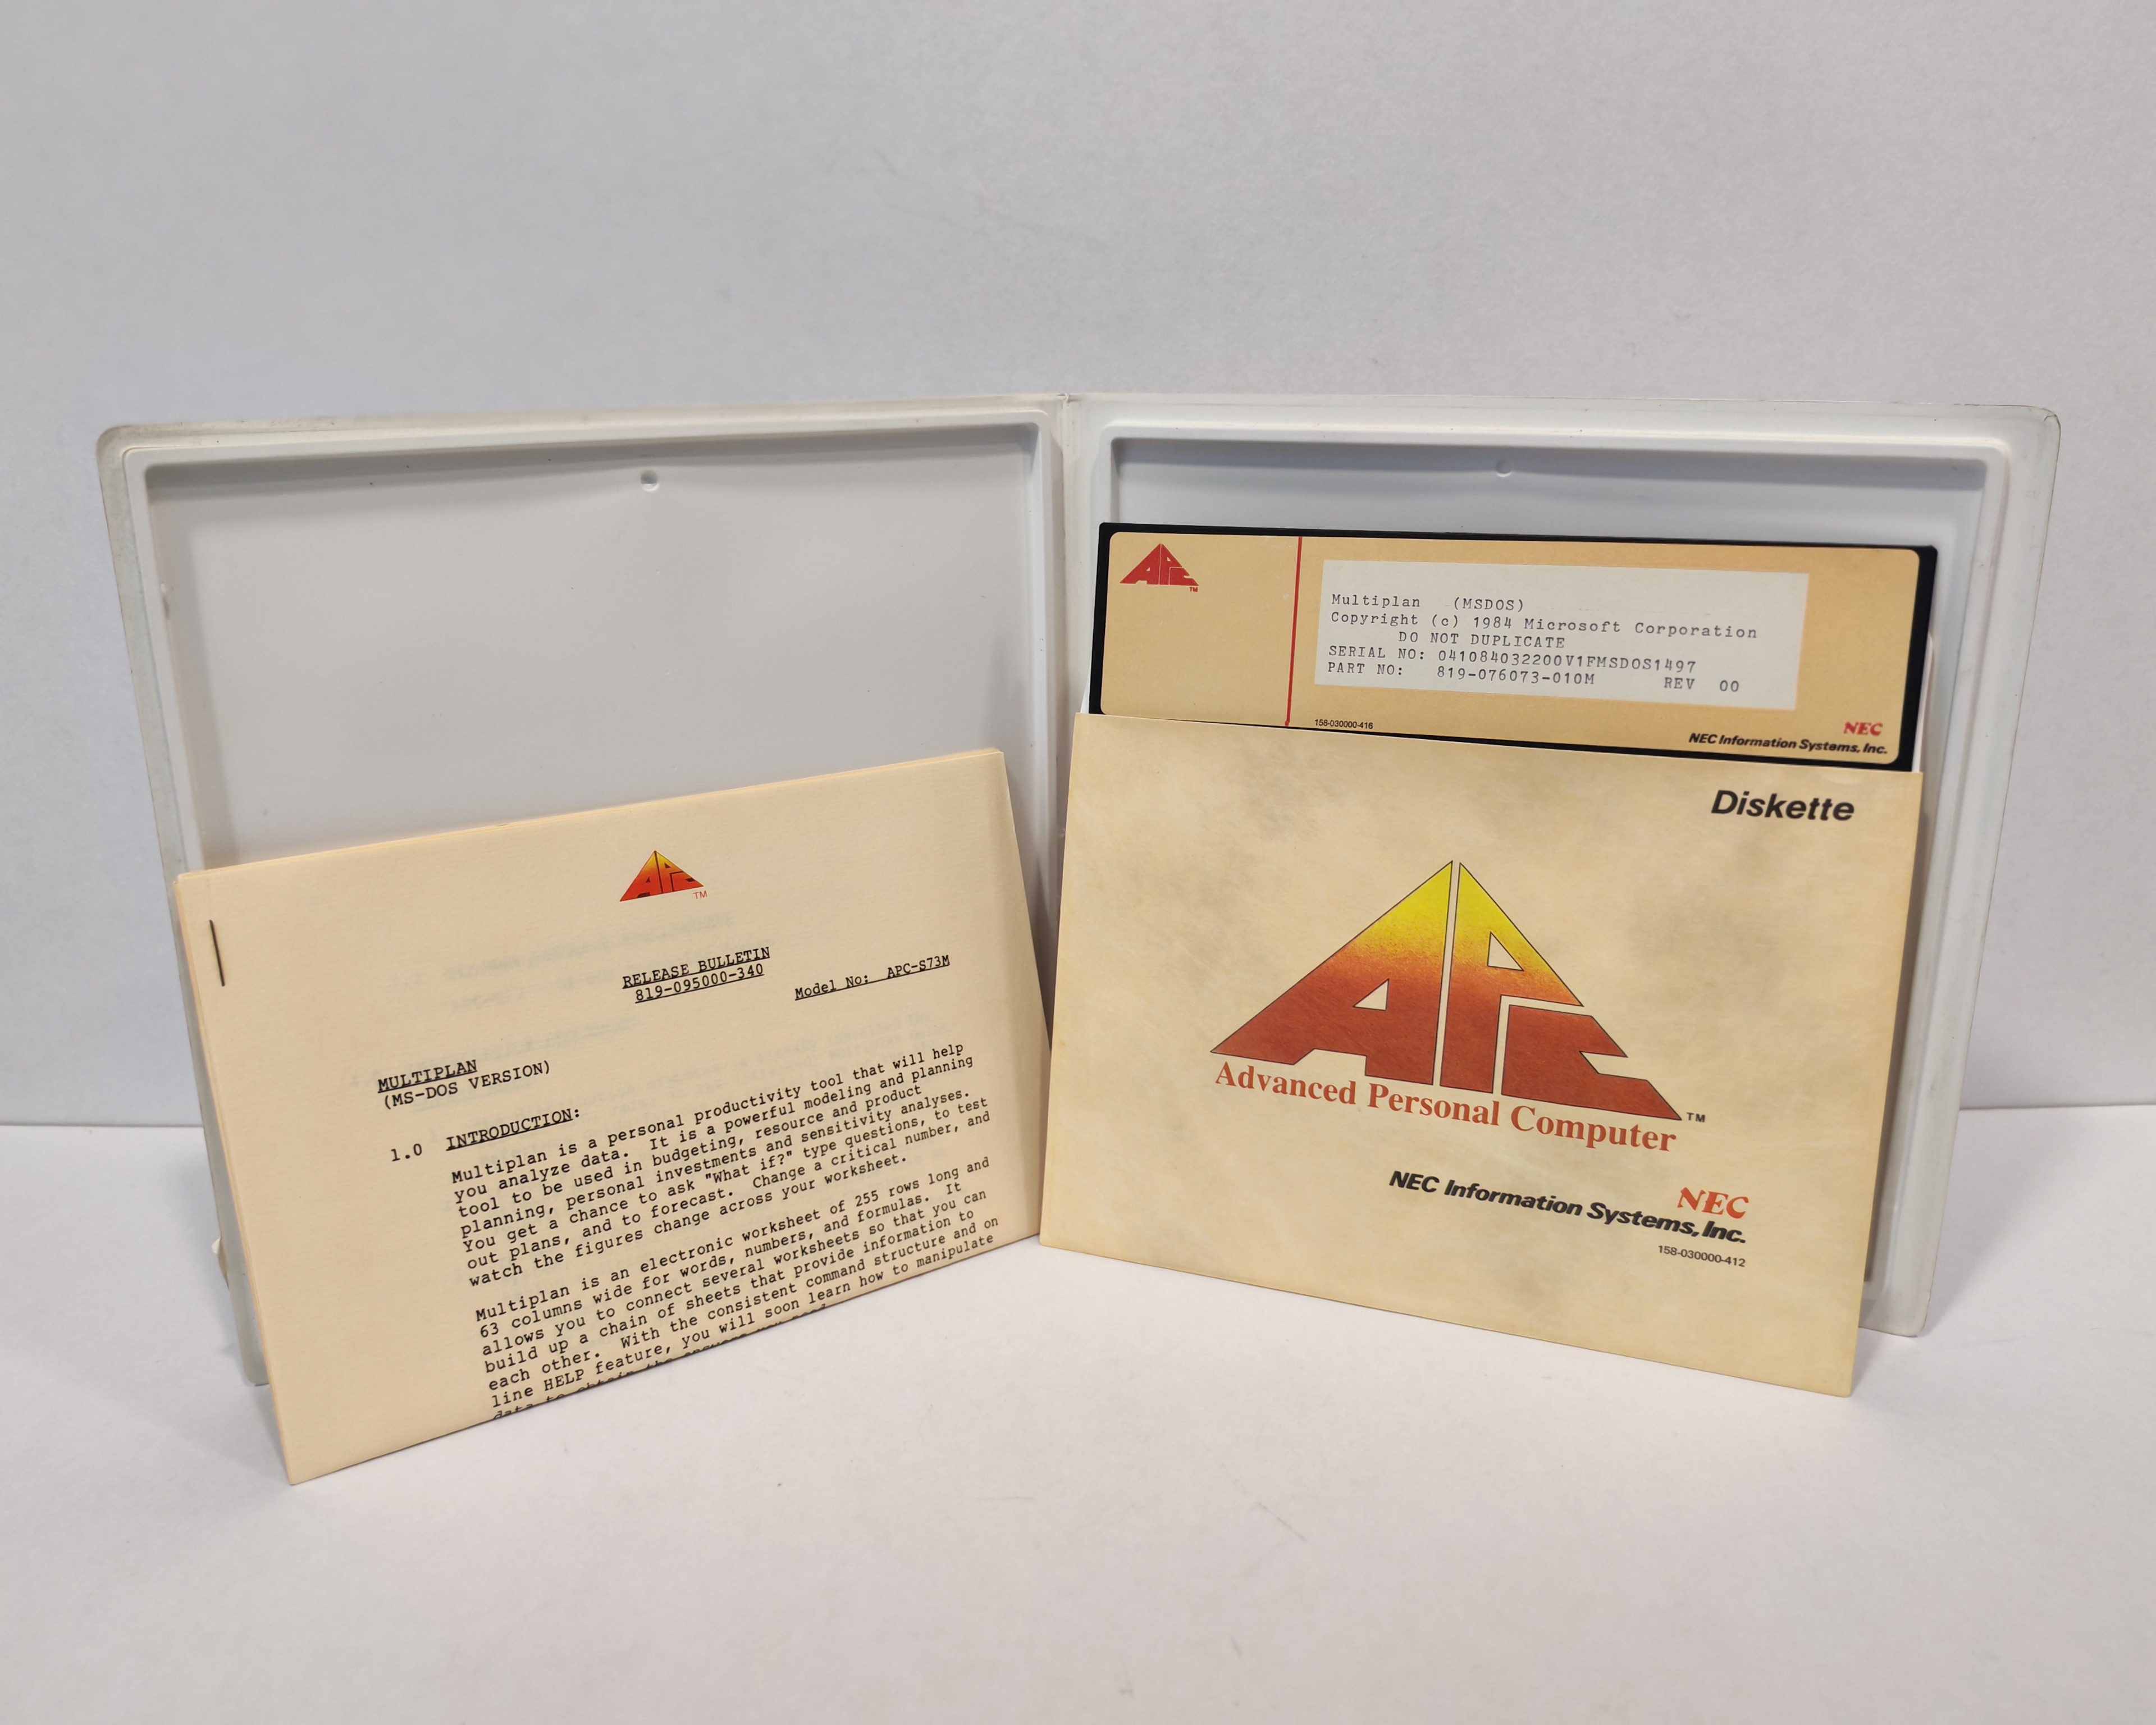 APC TM
RELEASE BULLETIN
819-095000-340
Model No: APC-S73M
MULTIPLAN
(MS-DOS VERSION)
1.0 INTRODUCTION:
Multiplan is a personal productivity tool that will help
you analyze data. It is a powerful modeling and planning
tool to be used in budgeting, resource and product
planning, personal investments and sensitivity analyses.
You get a chance to ask "What if?" type questions, to test
out plans, and to forecast. Change a critical number, and
watch the figures change across your worksheet.
Multiplan is an electronic worksheet of 255 rows long and
63 columns wide for words, numbers, and formulas. It
allows you to connect several worksheets so that you can
build up a chain of sheets that provide information to
each other. With the consistent command structure and on
line HELP feature, you will soon learn how to manipulate
data to obtain the
APC TM
Multiplan (MSDOS)
Copyright (c) 1984 Microsoft Corporation
DO NOT DUPLICATE
SERIAL NO: 041084032200V1FMSDOS1497
PART NO: 819-076073-010M REV 00
158-030000-416
NEC
NEC Information Systems, Inc.
Diskette
APC TM
Advanced Personal Computer
NEC
NEC Information Systems, Inc.
158-030000-412